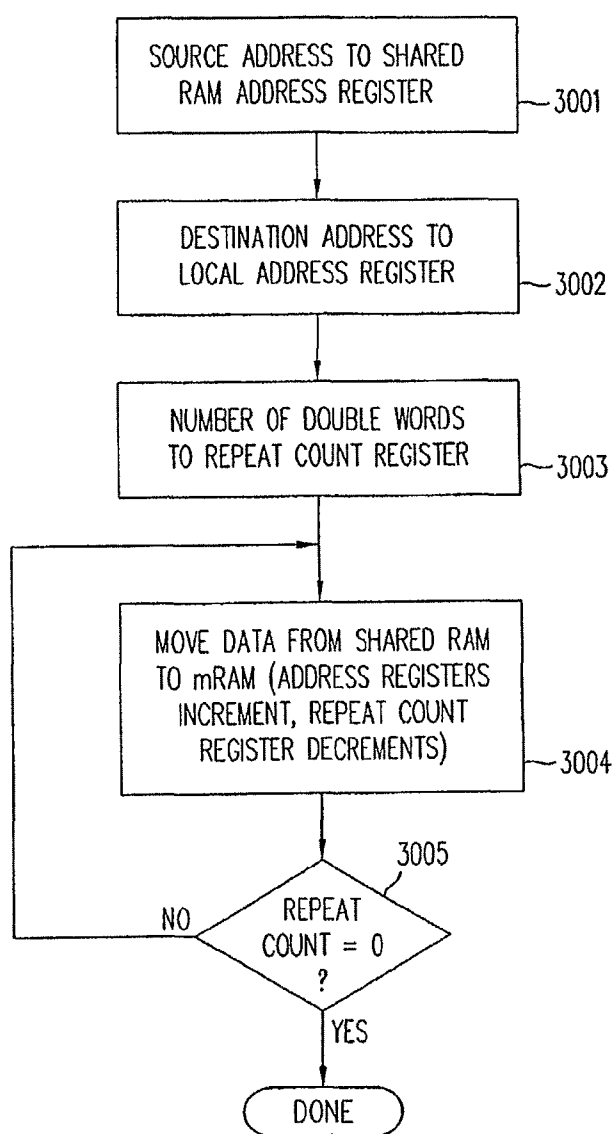 SOURCE ADDRESS TO SHARED
RAM ADDRESS REGISTER
3001
DESTINATION ADDRESS TO
LOCAL ADDRESS REGISTER
3002
NUMBER OF DOUBLE WORDS
TO REPEAT COUNT REGISTER
3003
MOVE DATA FROM SHARED RAM
TO mRAM (ADDRESS REGISTERS
INCREMENT, REPEAT COUNT
REGISTER DECREMENTS)
3004
3005
REPEAT
COUNT = 0
?
NO
YES
DONE